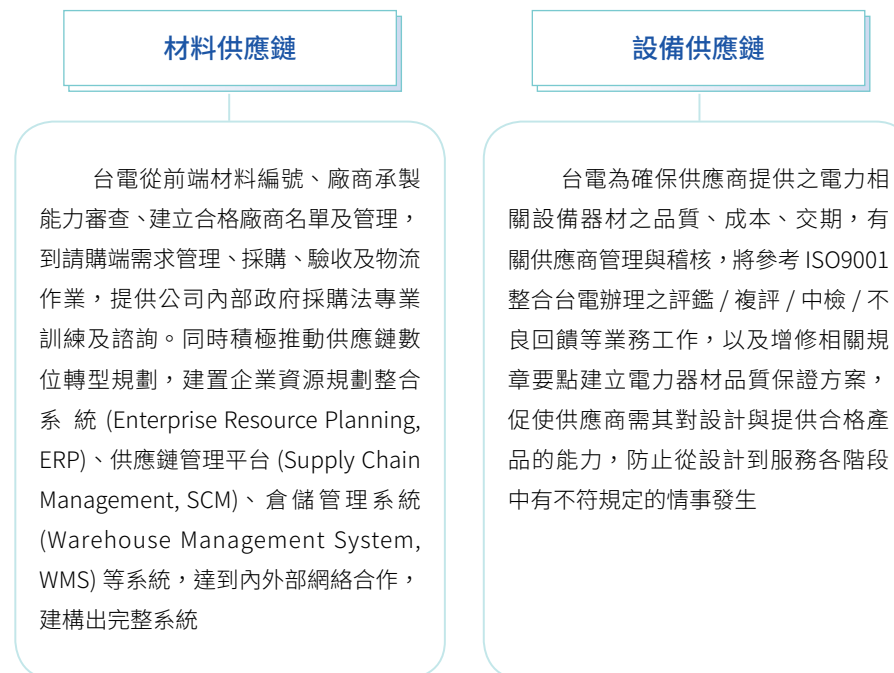 材料供應鏈
台電從前端材料編號、廠商承製
能力審查、建立合格廠商名單及管理，
到請購端需求管理、採購、驗收及物流
作業，提供公司內部政府採購法專業
訓練及諮詢。同時積極推動供應鏈數
位轉型規劃，建置企業資源規劃整合
系 統 (Enterprise Resource Planning,
ERP)、供應鏈管理平台 (Supply Chain
Management, SCM)、倉儲管理系統
(Warehouse Management System,
WMS) 等系統，達到內外部網絡合作，
建構出完整系統
設備供應鏈
台電為確保供應商提供之電力相
關設備器材之品質、成本、交期，有
關供應商管理與稽核，將參考 ISO9001
整合台電辦理之評鑑 / 複評 / 中檢 / 不
良回饋等業務工作，以及增修相關規
章要點建立電力器材品質保證方案，
促使供應商需其對設計與提供合格產
品的能力，防止從設計到服務各階段
中有不符規定的情事發生